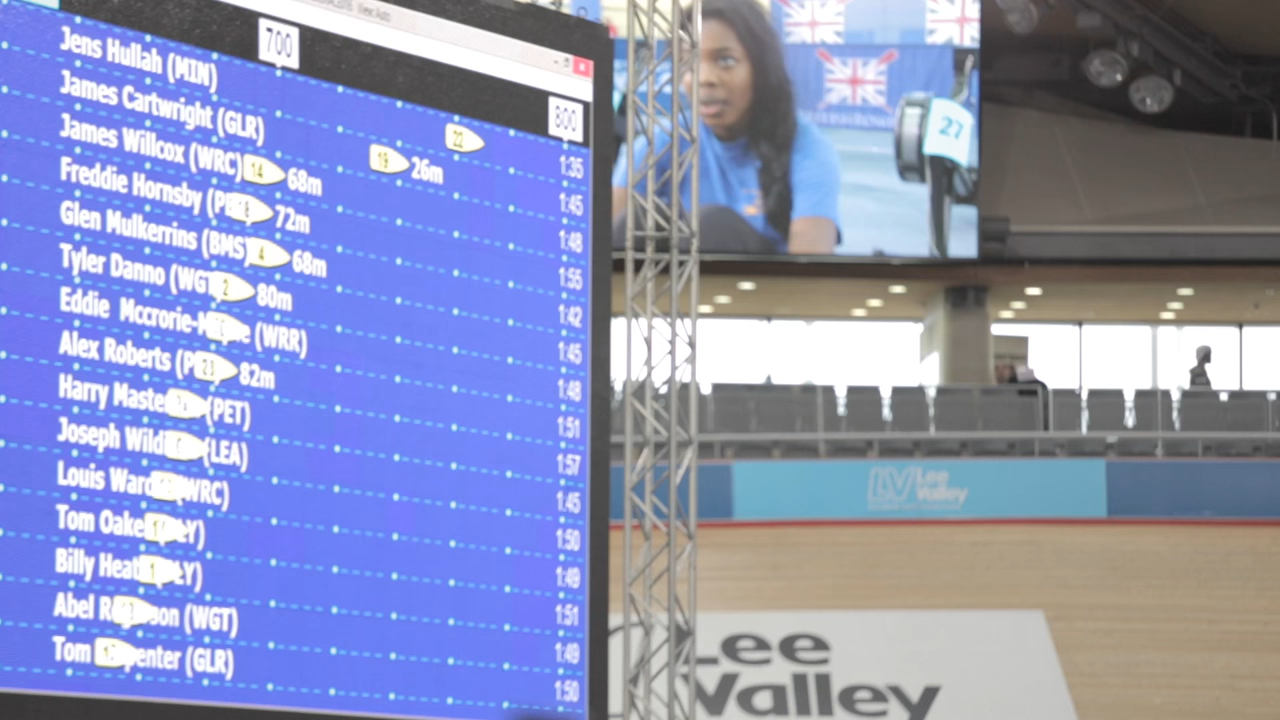 700
800
Jens Hullah (MIN)
22 1:35
James Cartwright (GLR)
19 26m 1:45
James Willcox (WRC) 14 68m 1:48
Freddie Hornsby 72m 1:55
Glen Mulkerrins (BMS) 4 68m 1:42
Tyler Danno (WGT 2 80m 1:45
Eddie (WRR) 1:48
Alex Roberts 23 82m 1:51
Harry (PET) 1:57
Joseph (LEA) 1:45
Louis (WRC) 1:50
Tom 1:49
Billy 1:51
Abel (WGT) 1:49
Tom (GLR) 1:50
27
LV Lee
Valley
Lee
Valley